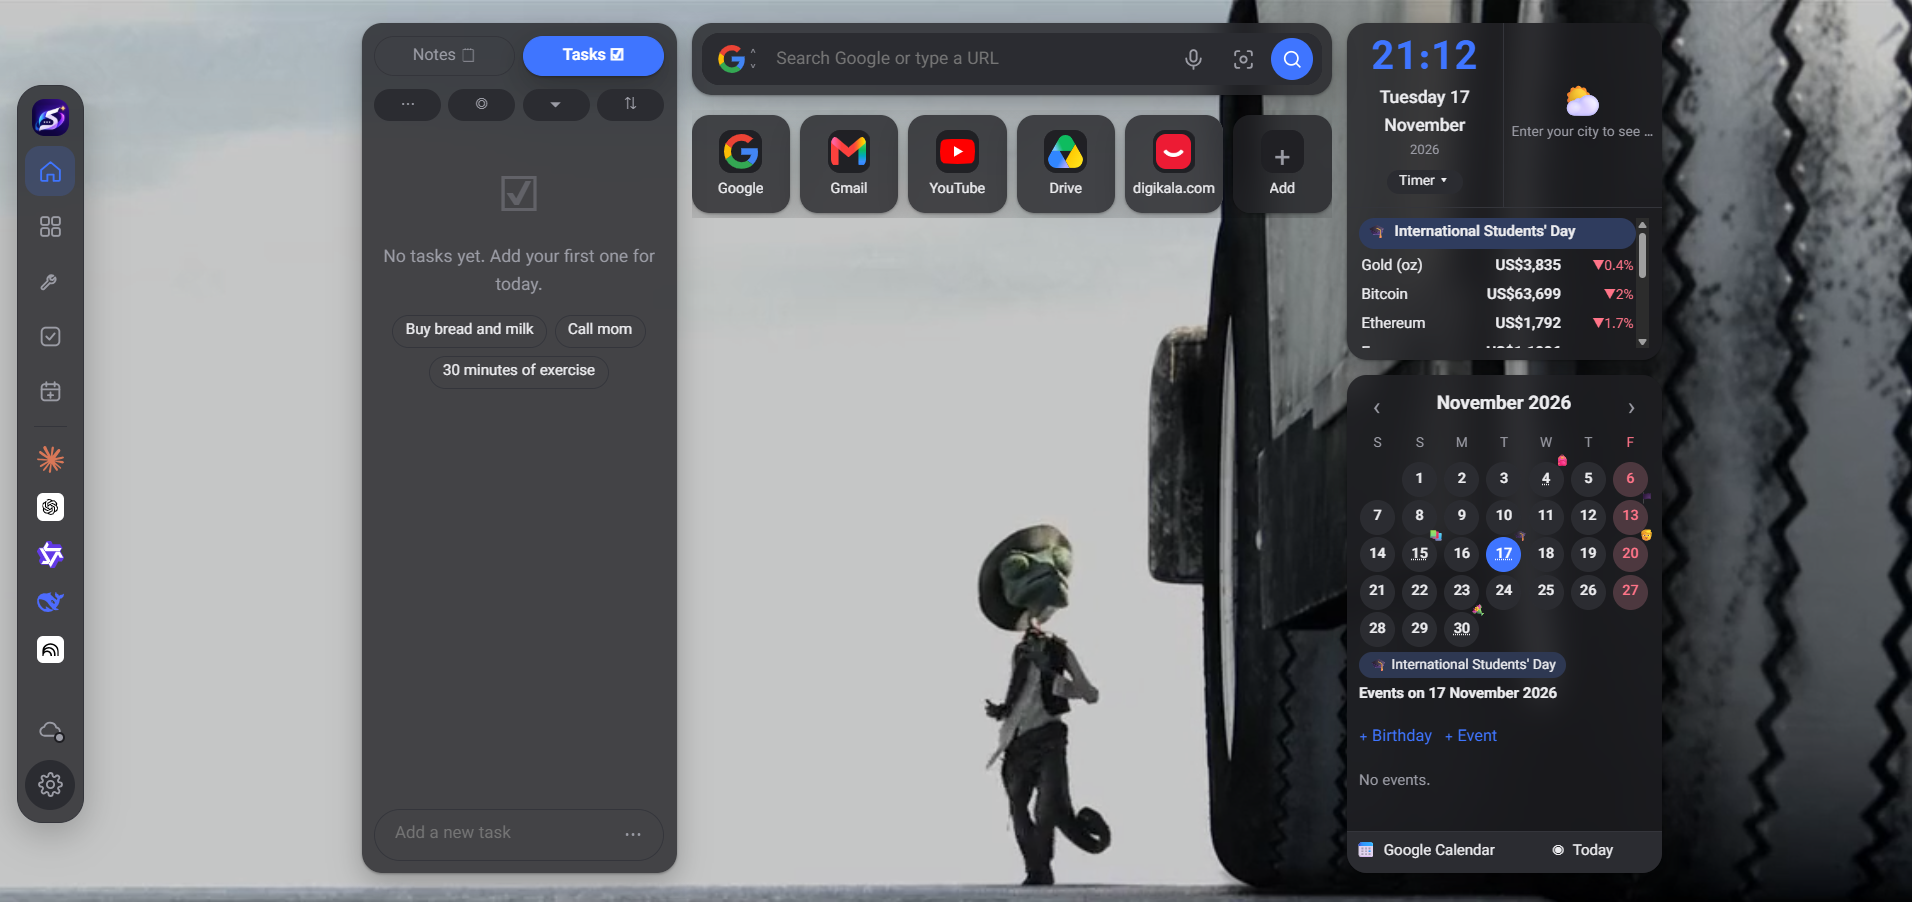 Notes
Tasks
No tasks yet. Add your first one for
today.
Buy bread and milk
Call mom
30 minutes of exercise
Add a new task
Search Google or type a URL
Google
Gmail
YouTube
Drive
digikala.com
Add
21:12
Tuesday 17
November
2026
Timer
Enter your city to see ...
International Students' Day
Gold (oz) US$3,835 ▼0.4%
Bitcoin US$63,699 ▼2%
Ethereum US$1,792 ▼1.7%
November 2026
S S M T W T F
1 2 3 4 5 6
7 8 9 10 11 12 13
14 15 16 17 18 19 20
21 22 23 24 25 26 27
28 29 30
International Students' Day
Events on 17 November 2026
+ Birthday + Event
No events.
Google Calendar
Today